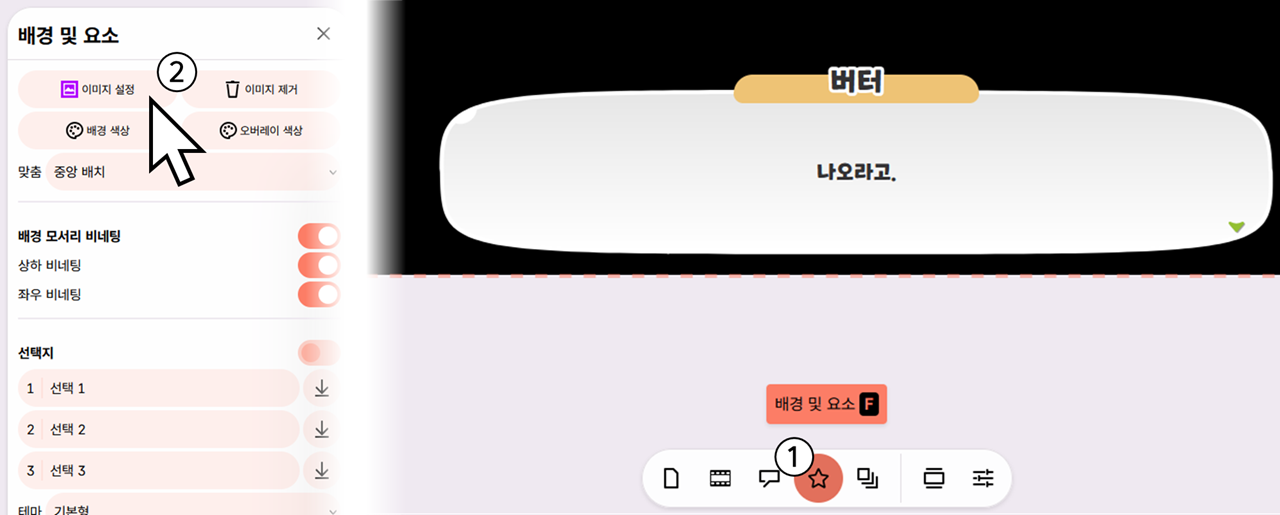 배경 및 요소
②
이미지 설정
이미지 제거
배경 색상
오버레이 색상
맞춤 중앙 배치
배경 모서리 비네팅
상하 비네팅
좌우 비네팅
선택지
1 선택 1
2 선택 2
3 선택 3
테마 기본형
버터
나오라고.
배경 및 요소 F
①